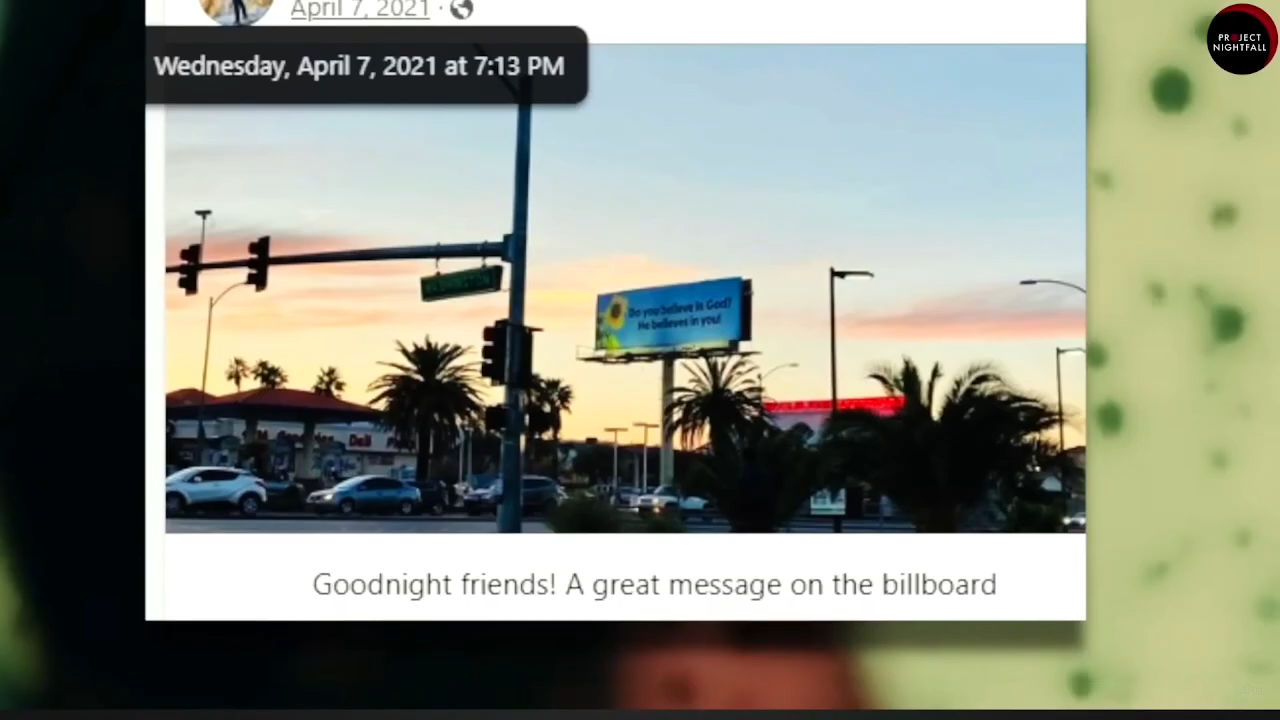 April 7, 2021
Wednesday, April 7, 2021 at 7:13 PM
PROJECT
NIGHTFALL
Do you believe in God?
He believes in you!
Deli
Goodnight friends! A great message on the billboard